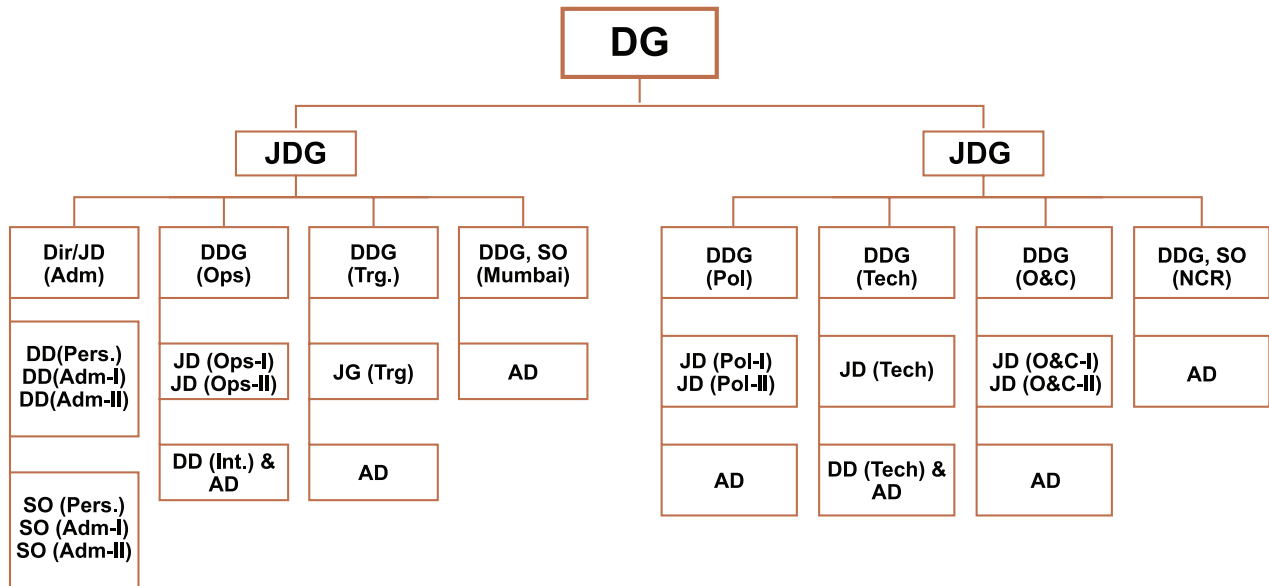 DG
JDG
JDG
Dir/JD
(Adm)
DDG
(Ops)
DDG
(Trg.)
DDG, SO
(Mumbai)
DDG
(Pol)
DDG
(Tech)
DDG
(O&C)
DDG, SO
(NCR)
DD(Pers.)
DD(Adm-I)
DD(Adm-II)
JD (Ops-I)
JD (Ops-II)
JG (Trg)
AD
JD (Pol-I)
JD (Pol-II)
JD (Tech)
JD (O&C-I)
JD (O&C-II)
AD
SO (Pers.)
SO (Adm-I)
SO (Adm-II)
DD (Int.) &
AD
AD
AD
DD (Tech) &
AD
AD